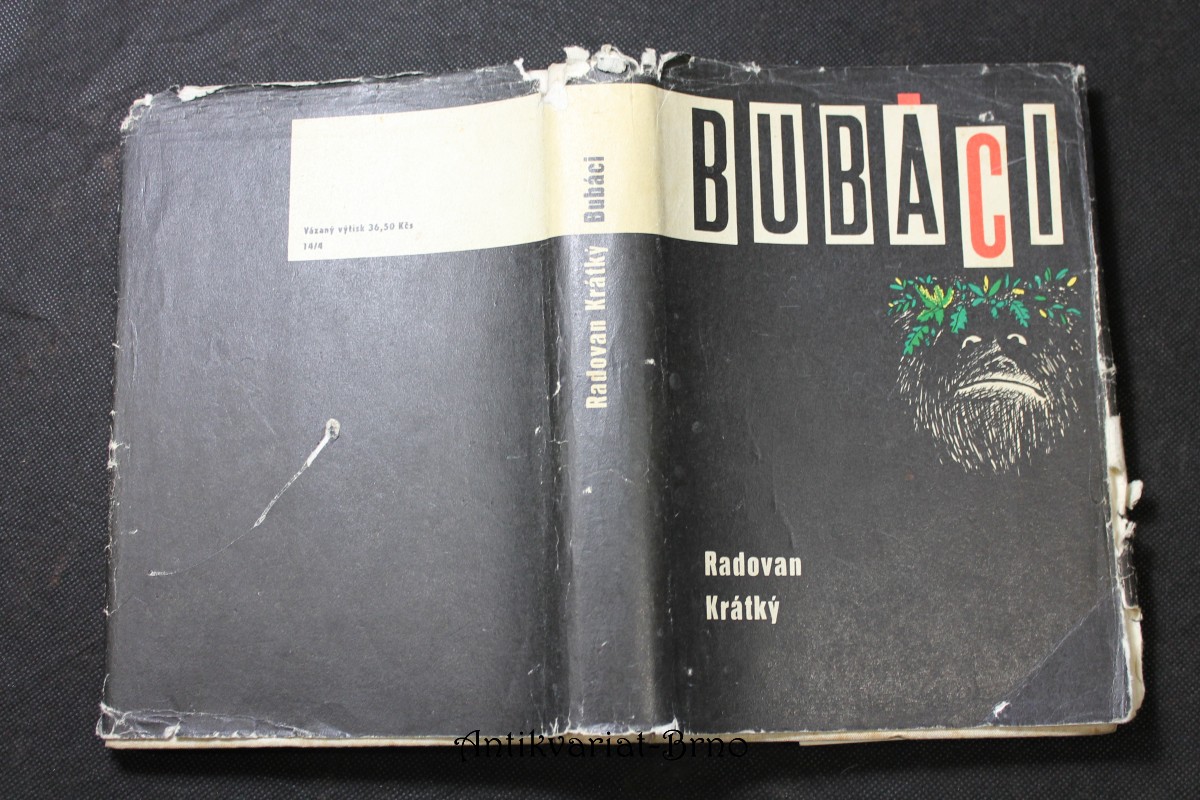 Vázaný výtisk 36,50 Kčs
14/4
Radovan Krátký Bubáci
BUBÁCI
Radovan
Krátký
Antikvariat-Brno